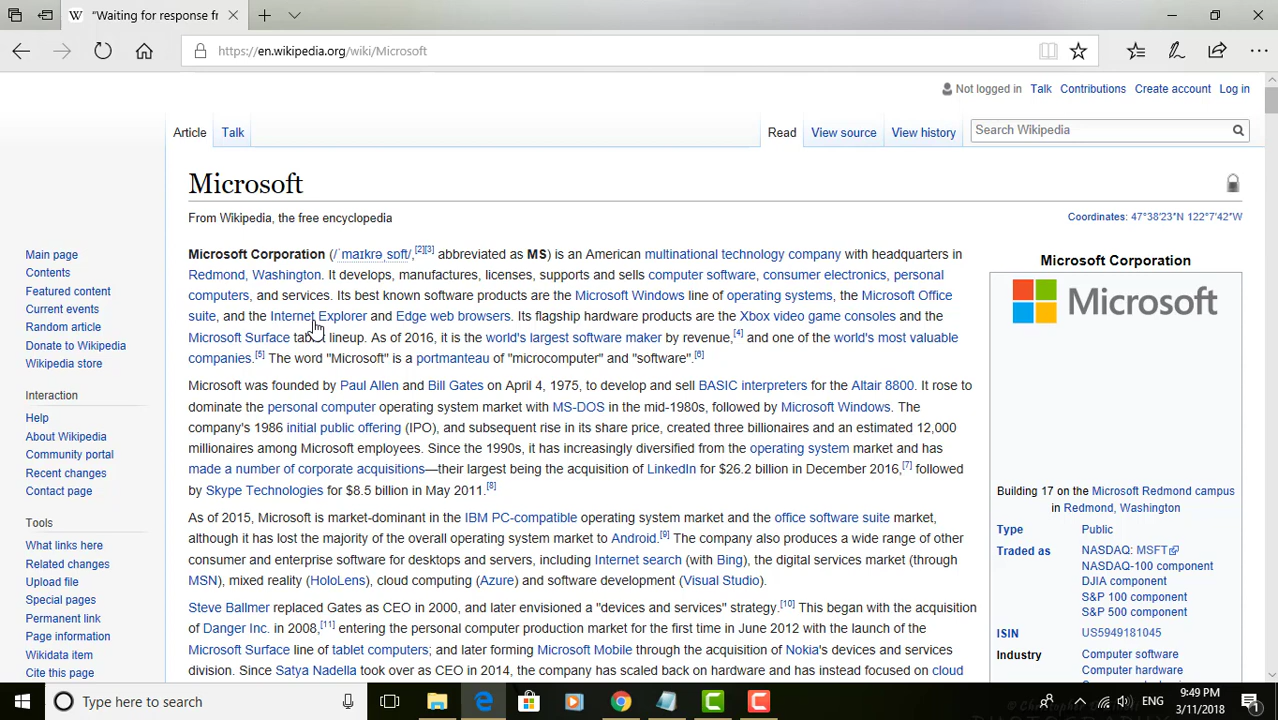 "Waiting for response fr
https://en.wikipedia.org/wiki/Microsoft
Not logged in Talk Contributions Create account Log in
Article Talk Read View source View history Search Wikipedia
Microsoft
From Wikipedia, the free encyclopedia
Coordinates: 47°38′23″N 122°7′42″W
Main page
Contents
Featured content
Current events
Random article
Donate to Wikipedia
Wikipedia store
Interaction
Help
About Wikipedia
Community portal
Recent changes
Contact page
Tools
What links here
Related changes
Upload file
Special pages
Permanent link
Page information
Wikidata item
Cite this page
Microsoft Corporation (/ˈmaɪkrəˌsɒft/,[2][3] abbreviated as MS) is an American multinational technology company with headquarters in
Redmond, Washington. It develops, manufactures, licenses, supports and sells computer software, consumer electronics, personal
computers, and services. Its best known software products are the Microsoft Windows line of operating systems, the Microsoft Office
suite, and the Internet Explorer and Edge web browsers. Its flagship hardware products are the Xbox video game consoles and the
Microsoft Surface tablet lineup. As of 2016, it is the world's largest software maker by revenue,[4] and one of the world's most valuable
companies.[5] The word "Microsoft" is a portmanteau of "microcomputer" and "software".[6]
Microsoft was founded by Paul Allen and Bill Gates on April 4, 1975, to develop and sell BASIC interpreters for the Altair 8800. It rose to
dominate the personal computer operating system market with MS-DOS in the mid-1980s, followed by Microsoft Windows. The
company's 1986 initial public offering (IPO), and subsequent rise in its share price, created three billionaires and an estimated 12,000
millionaires among Microsoft employees. Since the 1990s, it has increasingly diversified from the operating system market and has
made a number of corporate acquisitions—their largest being the acquisition of LinkedIn for $26.2 billion in December 2016,[7] followed
by Skype Technologies for $8.5 billion in May 2011.[8]
As of 2015, Microsoft is market-dominant in the IBM PC-compatible operating system market and the office software suite market,
although it has lost the majority of the overall operating system market to Android.[9] The company also produces a wide range of other
consumer and enterprise software for desktops and servers, including Internet search (with Bing), the digital services market (through
MSN), mixed reality (HoloLens), cloud computing (Azure) and software development (Visual Studio).
Steve Ballmer replaced Gates as CEO in 2000, and later envisioned a "devices and services" strategy.[10] This began with the acquisition
of Danger Inc. in 2008,[11] entering the personal computer production market for the first time in June 2012 with the launch of the
Microsoft Surface line of tablet computers; and later forming Microsoft Mobile through the acquisition of Nokia's devices and services
division. Since Satya Nadella took over as CEO in 2014, the company has scaled back on hardware and has instead focused on cloud
Microsoft Corporation
Microsoft
Building 17 on the Microsoft Redmond campus
in Redmond, Washington
Type Public
Traded as NASDAQ: MSFT
NASDAQ-100 component
DJIA component
S&P 100 component
S&P 500 component
ISIN US5949181045
Industry Computer software
Computer hardware
Type here to search
ENG
9:49 PM
3/11/2018
1